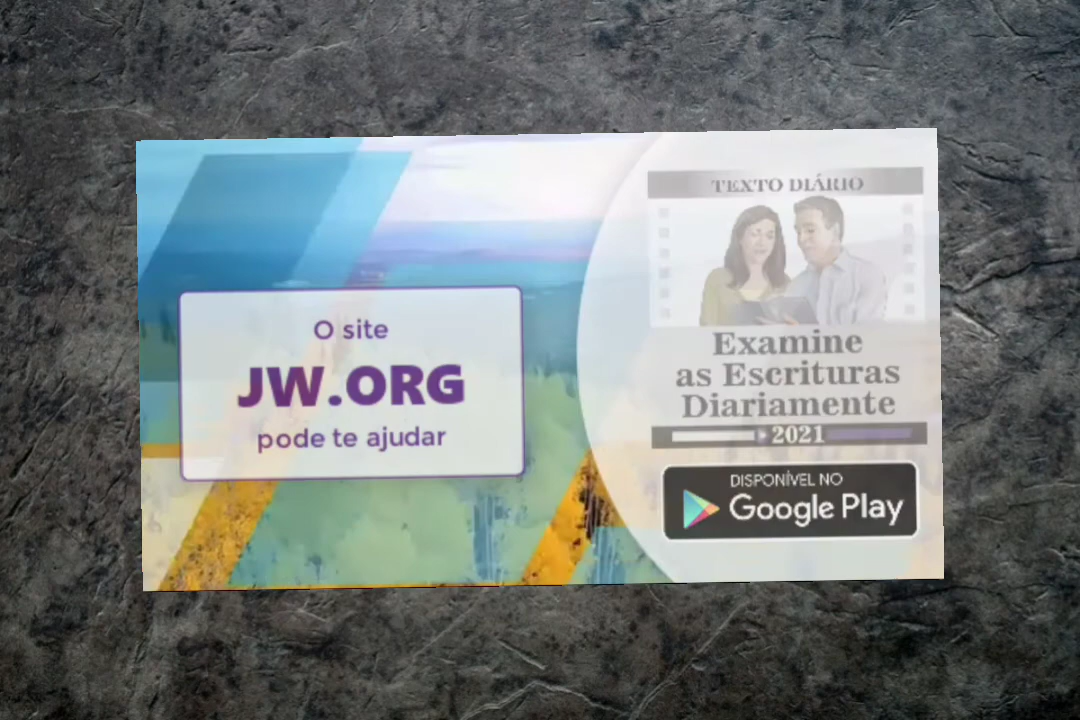 O site
JW.ORG
pode te ajudar
TEXTO DIÁRIO
Examine
as Escrituras
Diariamente
2021
DISPONÍVEL NO
Google Play